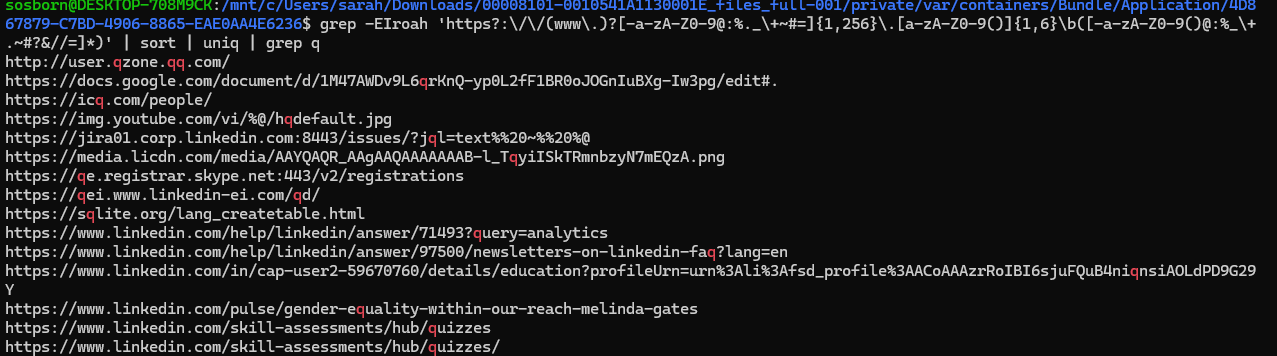 sosborn@DESKTOP-708M9CK:/mnt/c/Users/sarah/Downloads/00008101-0010541A1130001E_files_full-001/private/var/containers/Bundle/Application/4D8
67879-C7BD-4906-8865-EAE0AA4E6236$ grep -EIroah 'https?:\/\/(www\.)?[-a-zA-Z0-9@:%._\+~#=]{1,256}\.[a-zA-Z0-9()]{1,6}\b([-a-zA-Z0-9()@:%_\+
.~#?&//=]*)' | sort | uniq | grep q
http://user.qzone.qq.com/
https://docs.google.com/document/d/1M47AWDv9L6qrKnQ-yp0L2fF1BR0oJOGnIuBXg-Iw3pg/edit#.
https://icq.com/people/
https://img.youtube.com/vi/%@/hqdefault.jpg
https://jira01.corp.linkedin.com:8443/issues/?jql=text%%20~%%20%@
https://media.licdn.com/media/AAYQAQR_AAgAAQAAAAAAAB-l_TqyiISkTRmnbzyN7mEQzA.png
https://qe.registrar.skype.net:443/v2/registrations
https://qei.www.linkedin-ei.com/qd/
https://sqlite.org/lang_createtable.html
https://www.linkedin.com/help/linkedin/answer/71493?query=analytics
https://www.linkedin.com/help/linkedin/answer/97500/newsletters-on-linkedin-faq?lang=en
https://www.linkedin.com/in/cap-user2-59670760/details/education?profileUrn=urn%3Ali%3Afsd_profile%3AACoAAAzrRoIBI6sjuFQuB4niqnsiAOLdPD9G29
Y
https://www.linkedin.com/pulse/gender-equality-within-our-reach-melinda-gates
https://www.linkedin.com/skill-assessments/hub/quizzes
https://www.linkedin.com/skill-assessments/hub/quizzes/